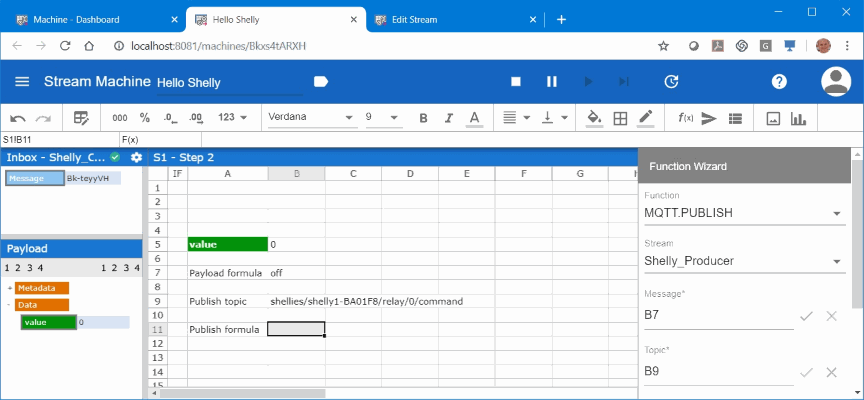 Machine - Dashboard
Hello Shelly
Edit Stream
localhost:8081/machines/Bkxs4tARXH
Stream Machine Hello Shelly
000 % .0 .00 123 Verdana 9 B I A f(x)
S1!B11 F(x)
Inbox - Shelly_C...
S1 - Step 2
Function Wizard
Message Bk-teyyVH
IF A B C D E F G
1
2
3
4
5 value 0
6
7 Payload formula off
8
9 Publish topic shellies/shelly1-BA01F8/relay/0/command
10
11 Publish formula
12
13
14
15
Payload
1 2 3 4 1 2 3 4
+ Metadata
- Data
value 0
Function
MQTT.PUBLISH
Stream
Shelly_Producer
Message*
B7
Topic*
B9